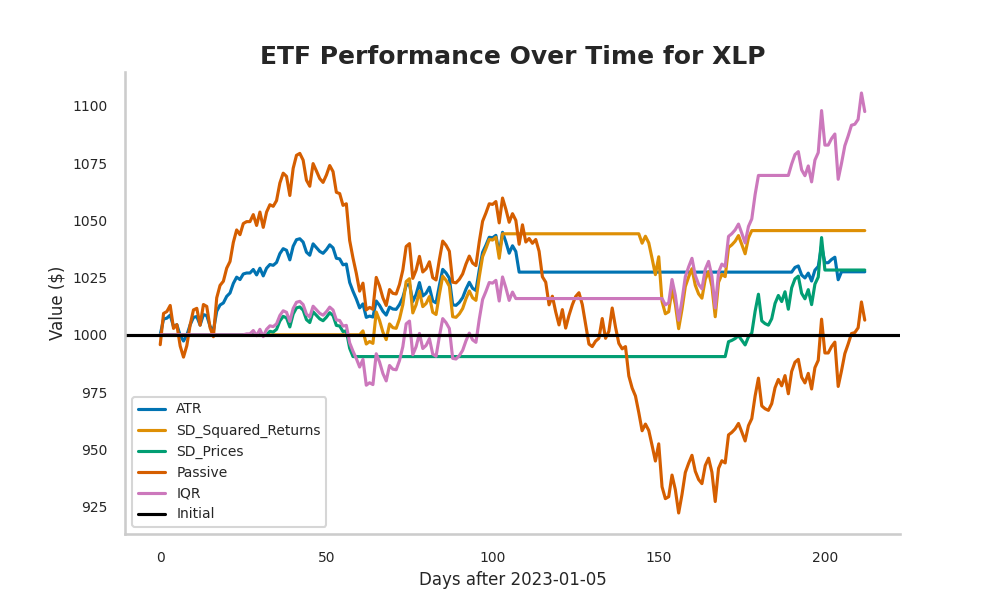 ETF Performance Over Time for XLP
1100
1075
1050
1025
1000
975
950
925
Value ($)
ATR
SD_Squared_Returns
SD_Prices
Passive
IQR
Initial
0
50
100
150
200
Days after 2023-01-05